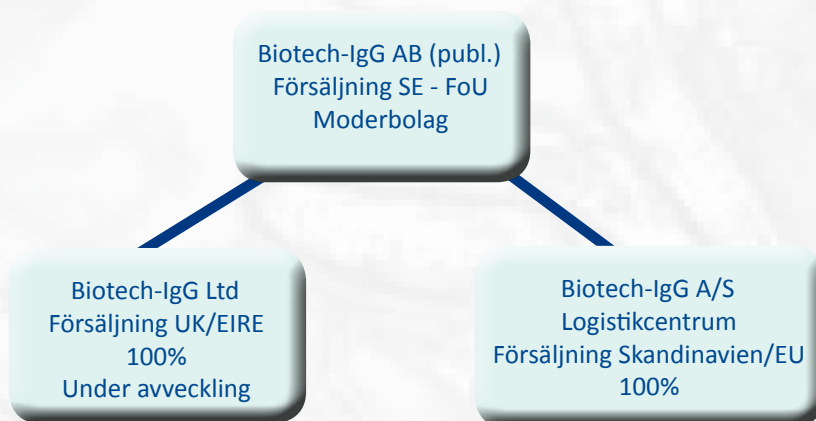 Biotech-IgG AB (publ.)
Försäljning SE - FoU
Moderbolag
Biotech-IgG Ltd
Försäljning UK/EIRE
100%
Under avveckling
Biotech-IgG A/S
Logistikcentrum
Försäljning Skandinavien/EU
100%